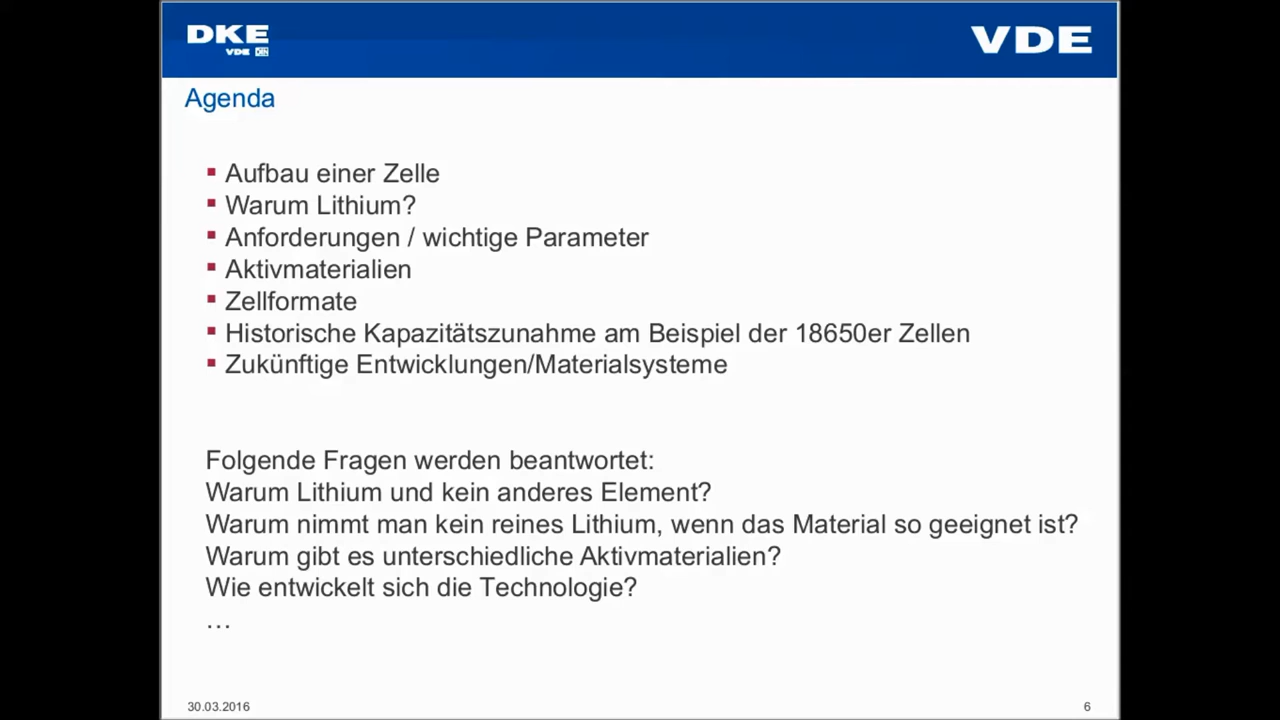 DKE
VDE DIN
VDE
Agenda
▪ Aufbau einer Zelle
▪ Warum Lithium?
▪ Anforderungen / wichtige Parameter
▪ Aktivmaterialien
▪ Zellformate
▪ Historische Kapazitätszunahme am Beispiel der 18650er Zellen
▪ Zukünftige Entwicklungen/Materialsysteme
Folgende Fragen werden beantwortet:
Warum Lithium und kein anderes Element?
Warum nimmt man kein reines Lithium, wenn das Material so geeignet ist?
Warum gibt es unterschiedliche Aktivmaterialien?
Wie entwickelt sich die Technologie?
…
30.03.2016
6